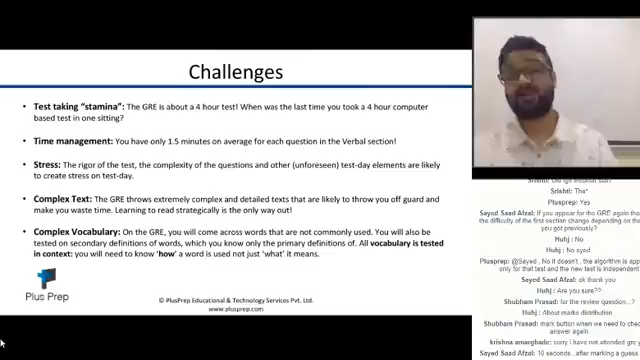 Challenges
• Test taking “stamina”: The GRE is about a 4 hour test! When was the last time you took a 4 hour computer
based test in one sitting?
• Time management: You have only 1.5 minutes on average for each question in the Verbal section!
• Stress: The rigor of the test, the complexity of the questions and other (unforeseen) test-day elements are likely
to create stress on test-day.
• Complex Text: The GRE throws extremely complex and detailed texts that are likely to throw you off guard and
make you waste time. Learning to read strategically is the only way out!
• Complex Vocabulary: On the GRE, you will come across words that are not commonly used. You will also be
tested on secondary definitions of words, which you know only the primary definitions of. All vocabulary is tested
in context: you will need to know ‘how’ a word is used not just ‘what’ it means.
Plus Prep
© PlusPrep Educational & Technology Services Pvt. Ltd.
www.plusprep.com
Srishti: Tha*
Plusprep: Yes
Sayed Saad Afzal: If you appear for the GRE again the
the difficulty of the first section change depending on the
you got previously?
Huhj : No
Huhj : No syed
Plusprep: @Sayed, No it doesn't, the algorithm is app
only for that test and the new test is independent
Sayed Saad Afzal: ok thank you
Huhj : Are you sure??
Shubham Prasad: for the review question..?
Huhj : About marks distribution
Shubham Prasad: mark button when we need to chec
answer again
krishna amarghade: sorry i have not attended gre
Sayed Saad Afzal: 10 seconds...after marking a guess